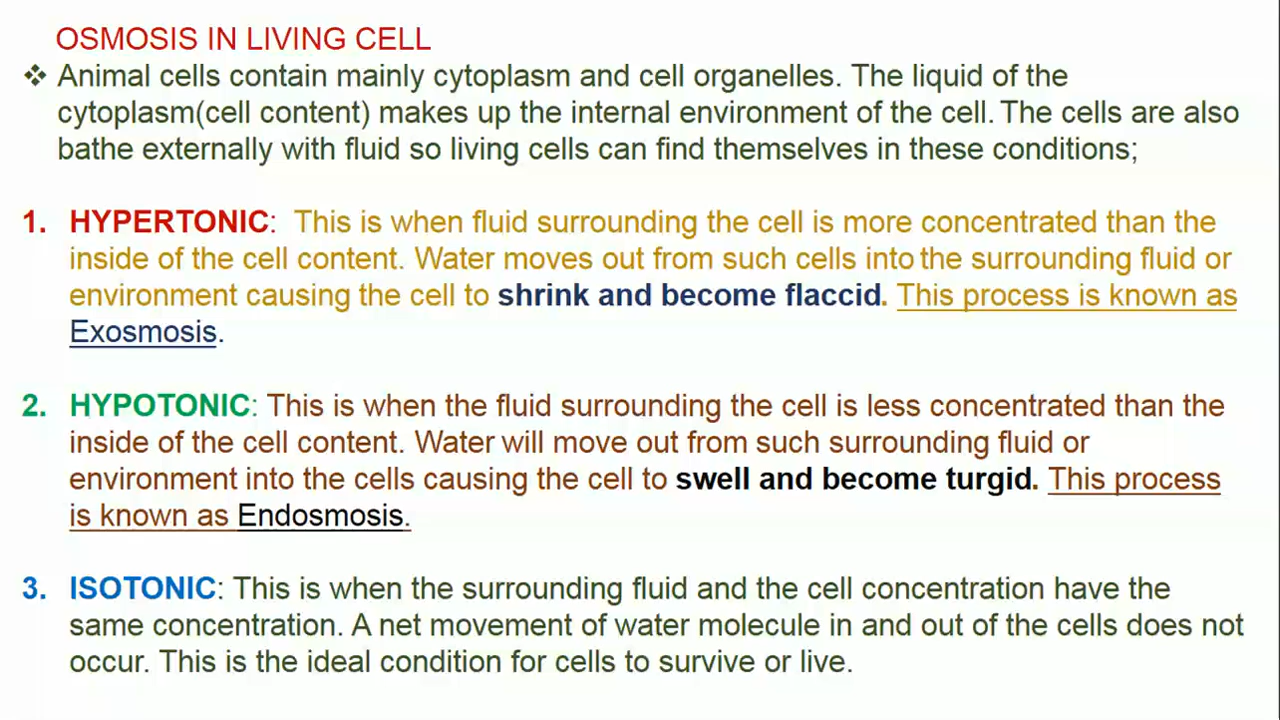 OSMOSIS IN LIVING CELL
❖ Animal cells contain mainly cytoplasm and cell organelles. The liquid of the
cytoplasm(cell content) makes up the internal environment of the cell. The cells are also
bathe externally with fluid so living cells can find themselves in these conditions;
1. HYPERTONIC: This is when fluid surrounding the cell is more concentrated than the
inside of the cell content. Water moves out from such cells into the surrounding fluid or
environment causing the cell to shrink and become flaccid. This process is known as
Exosmosis.
2. HYPOTONIC: This is when the fluid surrounding the cell is less concentrated than the
inside of the cell content. Water will move out from such surrounding fluid or
environment into the cells causing the cell to swell and become turgid. This process
is known as Endosmosis.
3. ISOTONIC: This is when the surrounding fluid and the cell concentration have the
same concentration. A net movement of water molecule in and out of the cells does not
occur. This is the ideal condition for cells to survive or live.